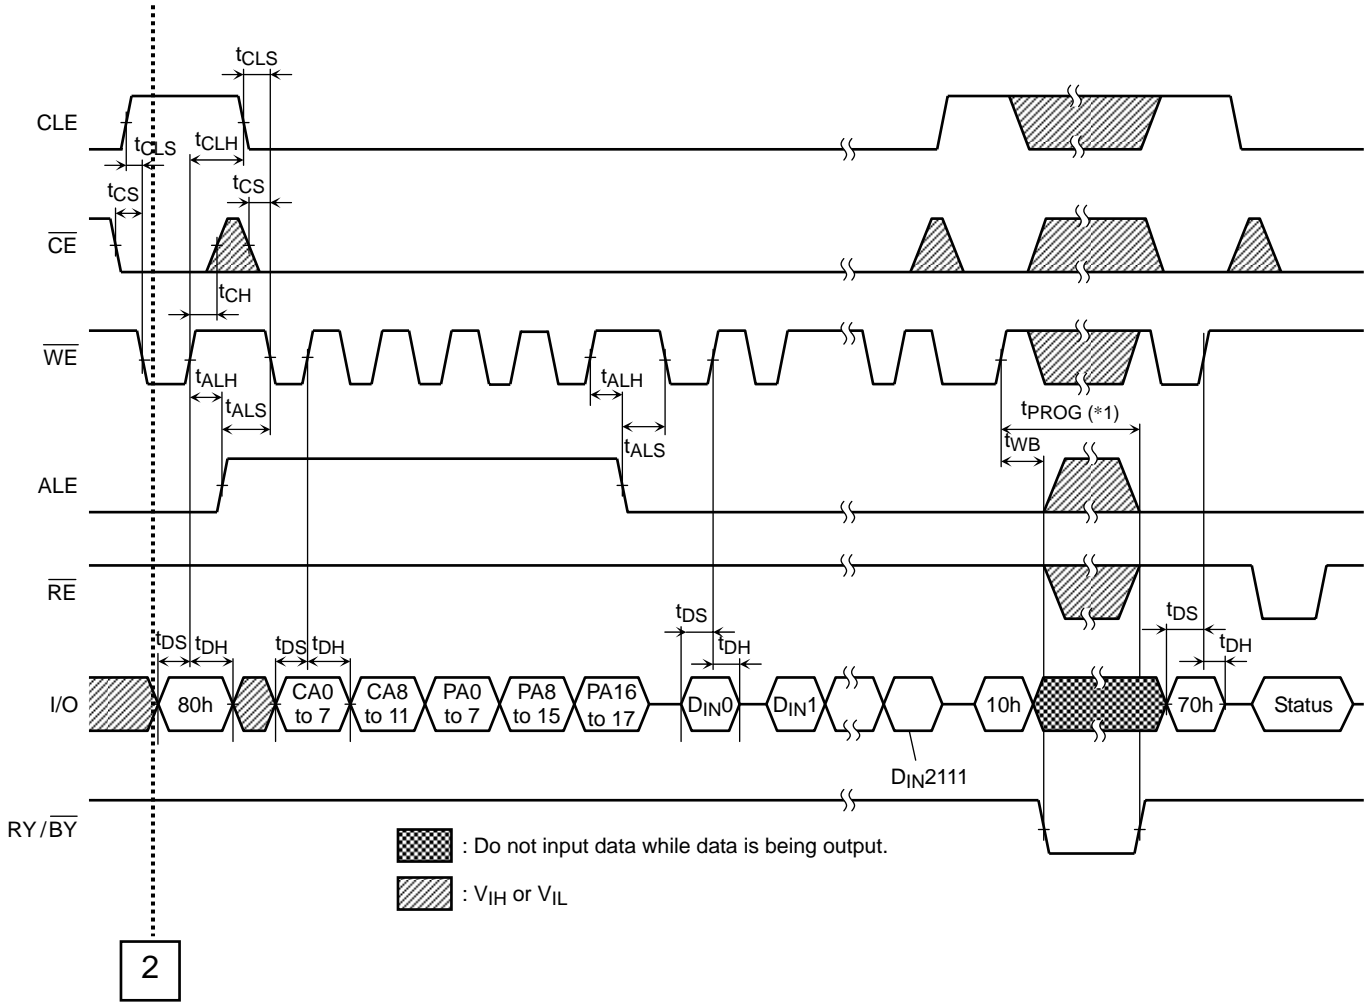 tCLS
CLE
tCLS
tCLH
tCS
tCS
CE
tCH
WE
tALH
tALH
tPROG (*1)
tALS
tALS
tWB
ALE
RE
tDS
tDH
tDS
tDH
tDS
tDH
tDS
tDH
I/O
80h
CA0 to 7
CA8 to 11
PA0 to 7
PA8 to 15
PA16 to 17
DIN0
DIN1
10h
70h
Status
DIN2111
RY/BY
: Do not input data while data is being output.
: VIH or VIL
2